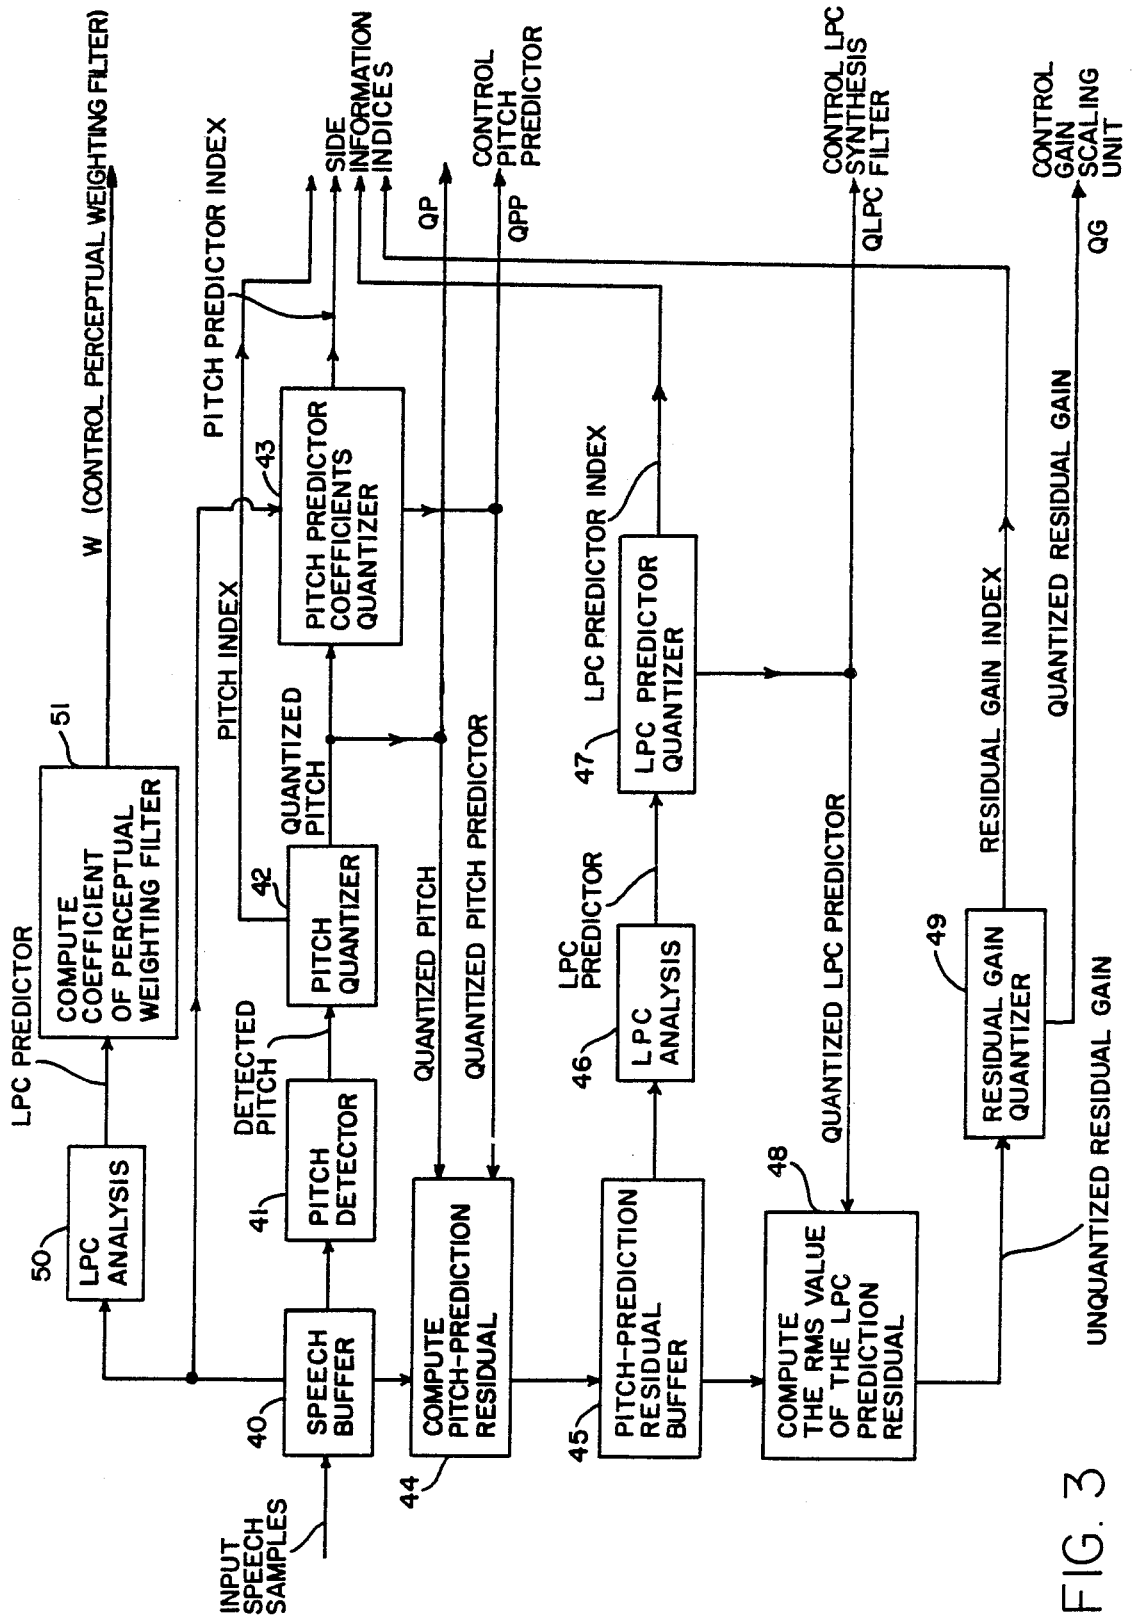 W (CONTROL PERCEPTUAL WEIGHTING FILTER)
LPC PREDICTOR
51
COMPUTE
COEFFICIENT
OF PERCEPTUAL
WEIGHTING FILTER
50
LPC
ANALYSIS
PITCH INDEX
PITCH PREDICTOR INDEX
SIDE
INFORMATION
INDICES
INPUT
SPEECH
SAMPLES
40
SPEECH
BUFFER
41
PITCH
DETECTOR
DETECTED
PITCH
42
PITCH
QUANTIZER
QUANTIZED
PITCH
43
PITCH PREDICTOR
COEFFICIENTS
QUANTIZER
QP
QPP
CONTROL
PITCH
PREDICTOR
QUANTIZED PITCH
QUANTIZED PITCH PREDICTOR
44
COMPUTE
PITCH-PREDICTION
RESIDUAL
45
PITCH-PREDICTION
RESIDUAL
BUFFER
46
LPC
ANALYSIS
LPC
PREDICTOR
47
LPC PREDICTOR
QUANTIZER
LPC PREDICTOR INDEX
CONTROL LPC
SYNTHESIS
FILTER
QLPC
QUANTIZED LPC PREDICTOR
48
COMPUTE
THE RMS VALUE
OF THE LPC
PREDICTION
RESIDUAL
49
RESIDUAL GAIN
QUANTIZER
RESIDUAL GAIN INDEX
QUANTIZED RESIDUAL GAIN
QG
CONTROL
GAIN
SCALING
UNIT
UNQUANTIZED RESIDUAL GAIN
FIG. 3